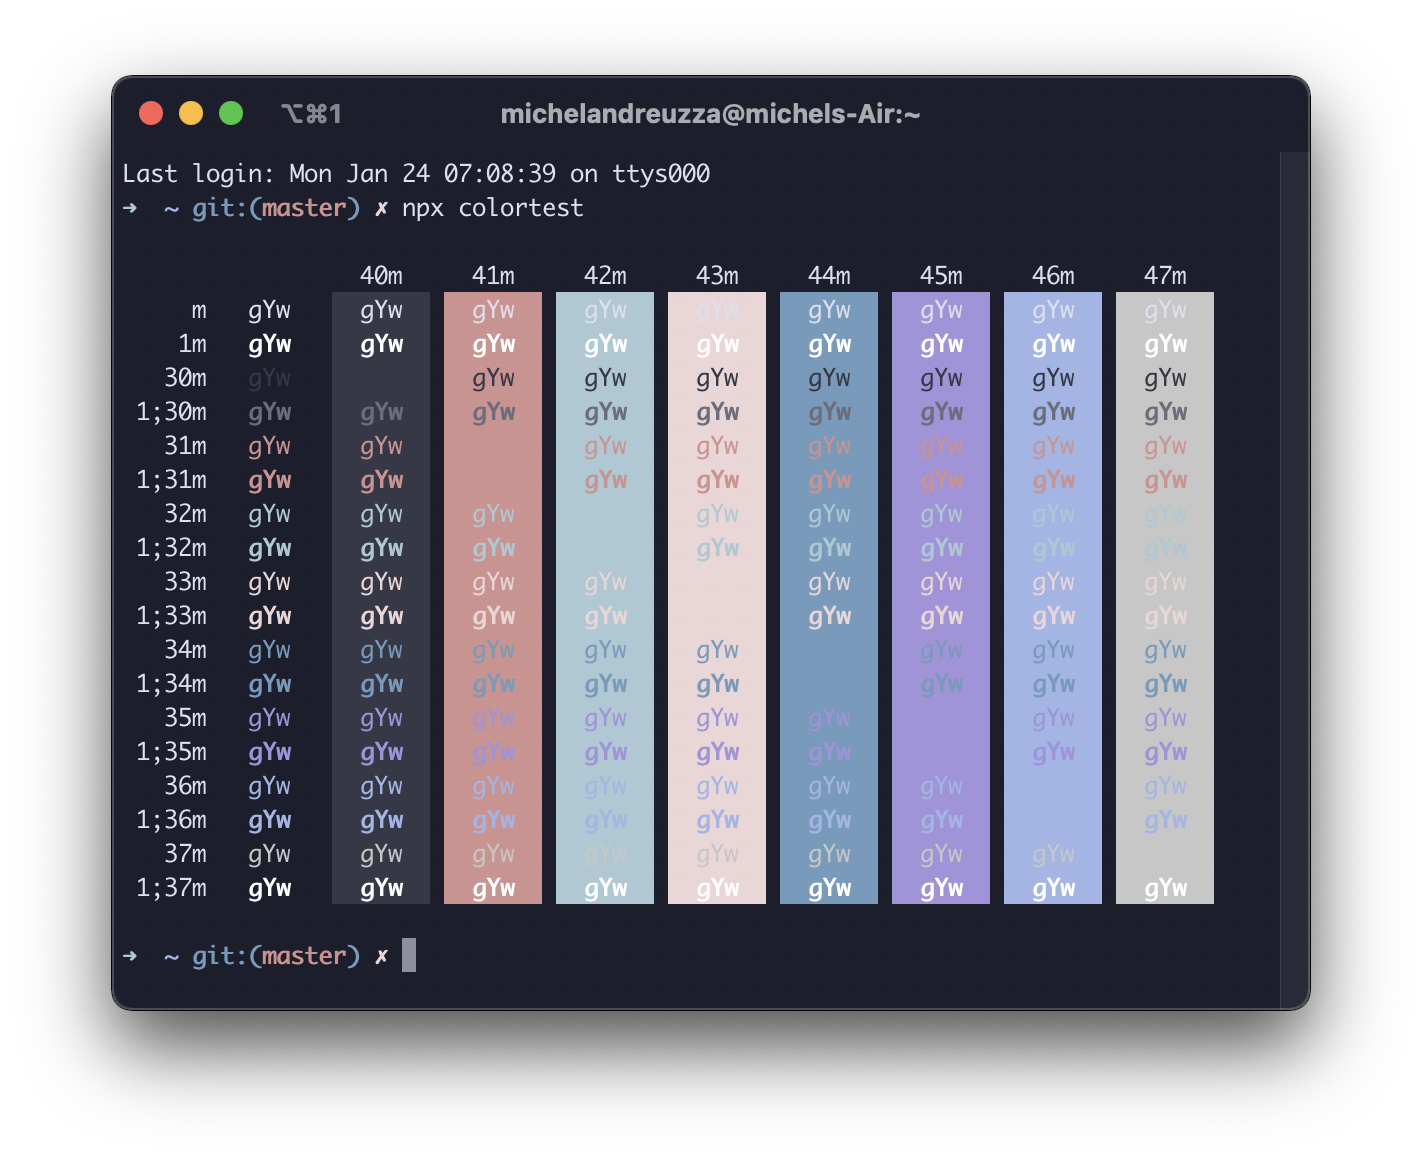 ⌥⌘1 michelandreuzza@michels-Air:~
Last login: Mon Jan 24 07:08:39 on ttys000
➜ ~ git:(master) ✗ npx colortest
40m 41m 42m 43m 44m 45m 46m 47m
m gYw gYw gYw gYw gYw gYw gYw gYw gYw
1m gYw gYw gYw gYw gYw gYw gYw gYw gYw
30m gYw gYw gYw gYw gYw gYw gYw gYw
1;30m gYw gYw gYw gYw gYw gYw gYw gYw gYw
31m gYw gYw gYw gYw gYw gYw gYw gYw
1;31m gYw gYw gYw gYw gYw gYw gYw gYw
32m gYw gYw gYw gYw gYw gYw gYw gYw
1;32m gYw gYw gYw gYw gYw gYw gYw gYw
33m gYw gYw gYw gYw gYw gYw gYw gYw
1;33m gYw gYw gYw gYw gYw gYw gYw gYw
34m gYw gYw gYw gYw gYw gYw gYw gYw
1;34m gYw gYw gYw gYw gYw gYw gYw gYw
35m gYw gYw gYw gYw gYw gYw gYw gYw
1;35m gYw gYw gYw gYw gYw gYw gYw gYw
36m gYw gYw gYw gYw gYw gYw gYw gYw
1;36m gYw gYw gYw gYw gYw gYw gYw gYw
37m gYw gYw gYw gYw gYw gYw gYw gYw
1;37m gYw gYw gYw gYw gYw gYw gYw gYw gYw
➜ ~ git:(master) ✗